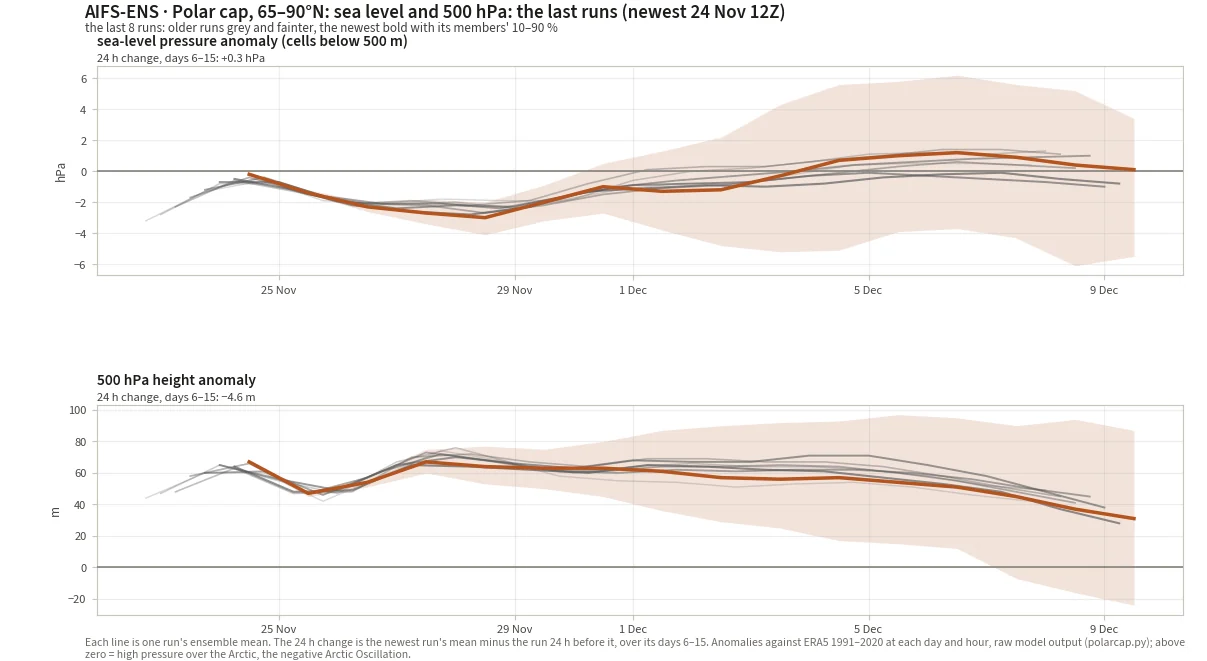 AIFS-ENS · Polar cap, 65–90°N: sea level and 500 hPa: the last runs (newest 24 Nov 12Z)
the last 8 runs: older runs grey and fainter, the newest bold with its members' 10–90 %
sea-level pressure anomaly (cells below 500 m)
24 h change, days 6–15: +0.3 hPa
6
4
2
0
−2
−4
−6
hPa
25 Nov
29 Nov
1 Dec
5 Dec
9 Dec
500 hPa height anomaly
24 h change, days 6–15: −4.6 m
100
80
60
40
20
0
−20
m
25 Nov
29 Nov
1 Dec
5 Dec
9 Dec
Each line is one run's ensemble mean. The 24 h change is the newest run's mean minus the run 24 h before it, over its days 6–15. Anomalies against ERA5 1991–2020 at each day and hour, raw model output (polarcap.py); above
zero = high pressure over the Arctic, the negative Arctic Oscillation.